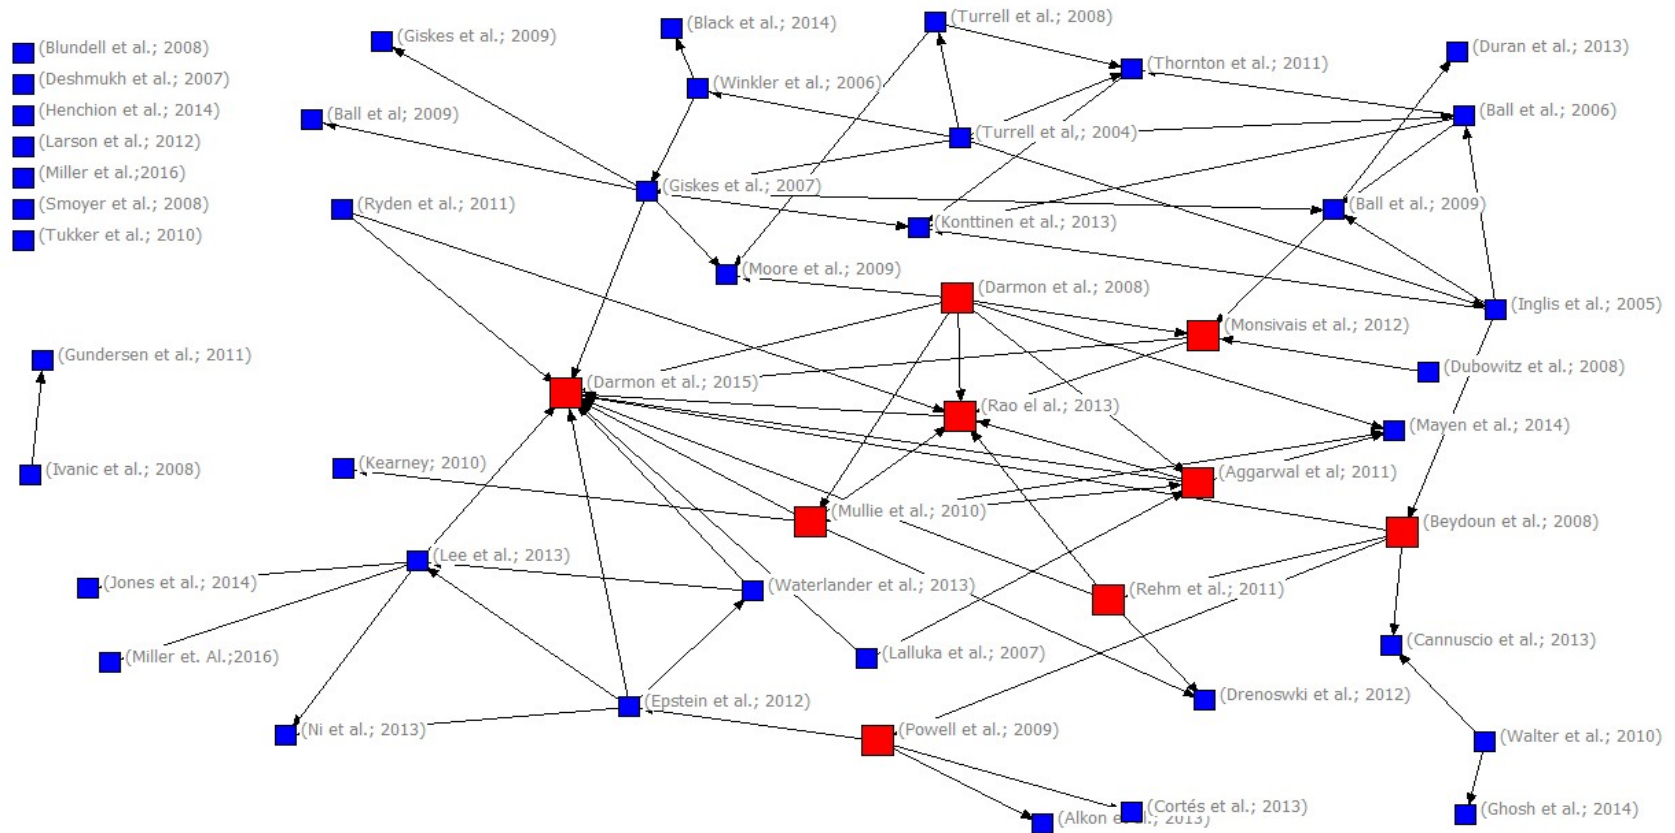 (Blundell et al.; 2008)
(Deshmukh et al.; 2007)
(Henchion et al.; 2014)
(Larson et al.; 2012)
(Miller et al.;2016)
(Smoyer et al.; 2008)
(Tukker et al.; 2010)
(Giskes et al.; 2009)
(Black et al.; 2014)
(Turrell et al.; 2008)
(Duran et al.; 2013)
(Thornton et al.; 2011)
(Winkler et al.; 2006)
(Ball et al; 2009)
(Ball et al.; 2006)
(Turrell et al,; 2004)
(Giskes et al.; 2007)
(Ryden et al.; 2011)
(Ball et al.; 2009)
(Konttinen et al.; 2013)
(Moore et al.; 2009)
(Darmon et al.; 2008)
(Inglis et al.; 2005)
(Monsivais et al.; 2012)
(Gundersen et al.; 2011)
(Dubowitz et al.; 2008)
(Darmon et al.; 2015)
(Rao el al.; 2013)
(Mayen et al.; 2014)
(Ivanic et al.; 2008)
(Kearney; 2010)
(Aggarwal et al; 2011)
(Mullie et al.; 2010)
(Beydoun et al.; 2008)
(Lee et al.; 2013)
(Jones et al.; 2014)
(Waterlander et al.; 2013)
(Rehm et al.; 2011)
(Miller et. Al.;2016)
(Lalluka et al.; 2007)
(Cannuscio et al.; 2013)
(Epstein et al.; 2012)
(Drenoswki et al.; 2012)
(Ni et al.; 2013)
(Powell et al.; 2009)
(Walter et al.; 2010)
(Cortés et al.; 2013)
(Alkon et al.; 2013)
(Ghosh et al.; 2014)